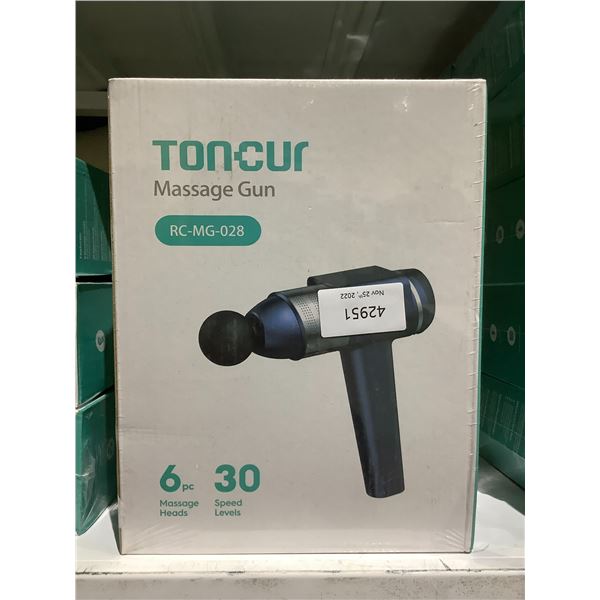 TONCUR
Massage Gun
RC-MG-028
42951
Nov 25th, 2022
6pc
Massage
Heads
30
Speed
Levels